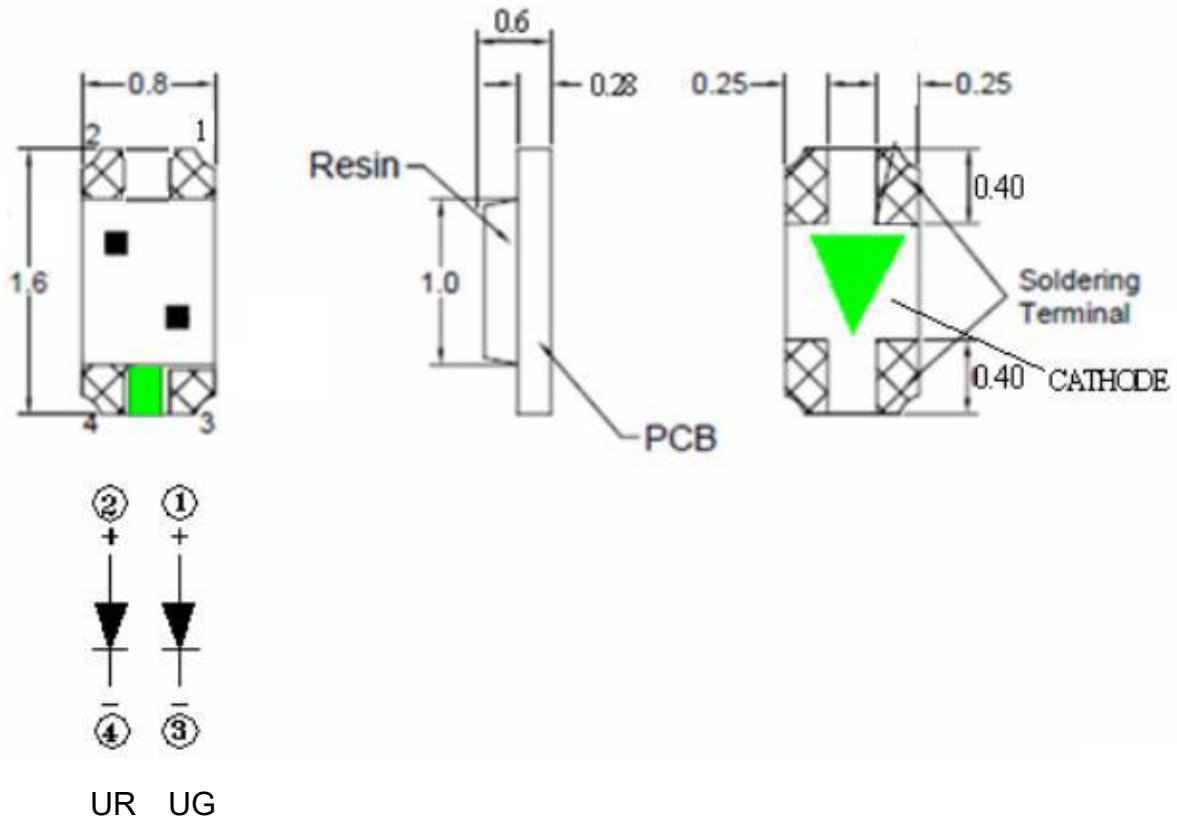 0.6
0.8
0.28
0.25
0.25
2 1
Resin
0.40
1.6
1.0
Soldering
Terminal
0.40 CATHODE
4 3
PCB
② ①
+ +
− −
④ ③
UR UG